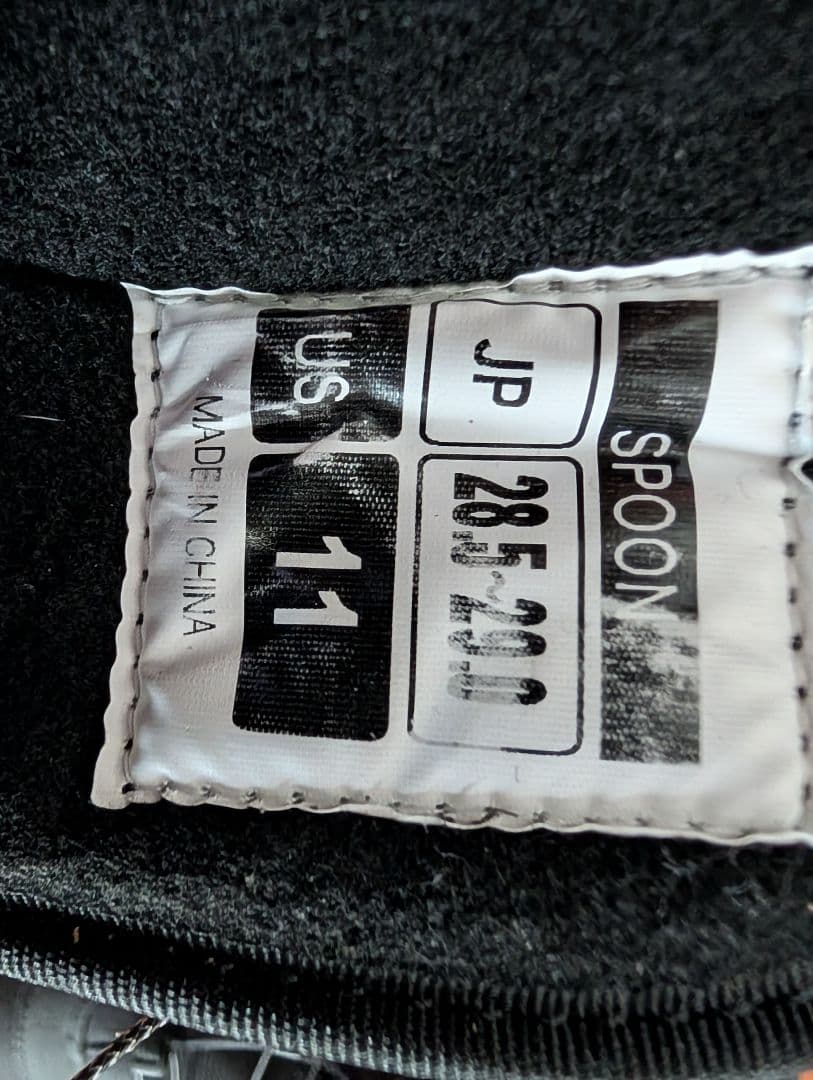 SPOON
JP 28.5~29.0
US 11
MADE IN CHINA